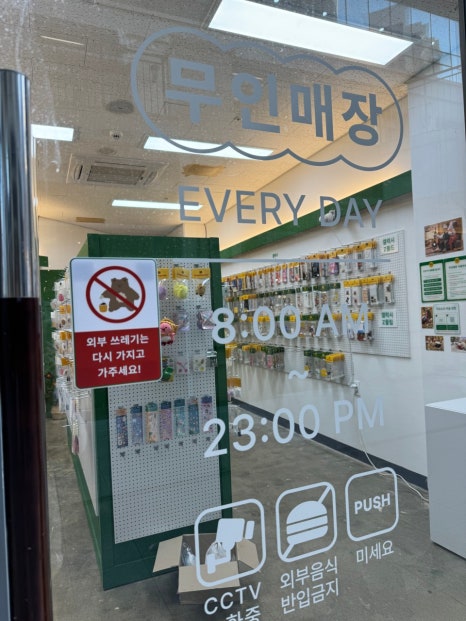 무인매장
EVERY DAY
8:00 AM
~
23:00 PM
외부 쓰레기는
다시 가지고
가주세요!
PUSH
CCTV
외부음식
반입금지
미세요